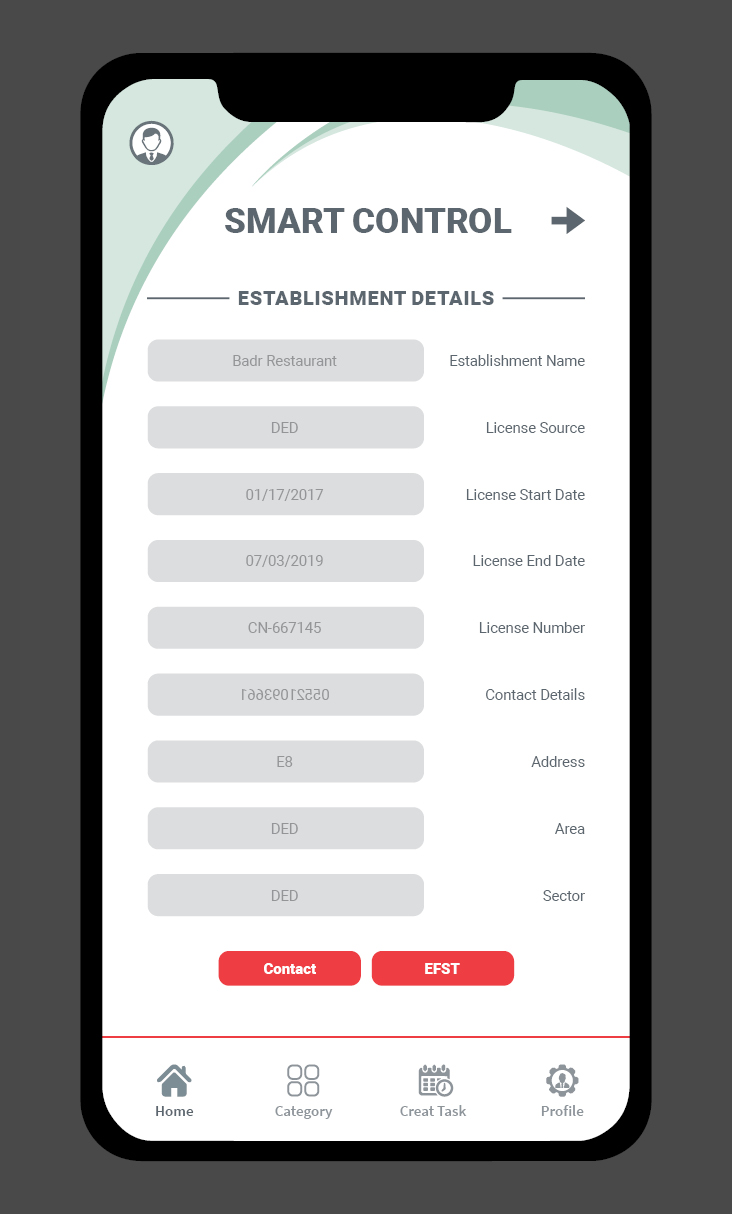 SMART CONTROL
ESTABLISHMENT DETAILS
Badr Restaurant Establishment Name
DED License Source
01/17/2017 License Start Date
07/03/2019 License End Date
CN-667145 License Number
05521093661 Contact Details
E8 Address
DED Area
DED Sector
Contact EFST
Home Category Creat Task Profile